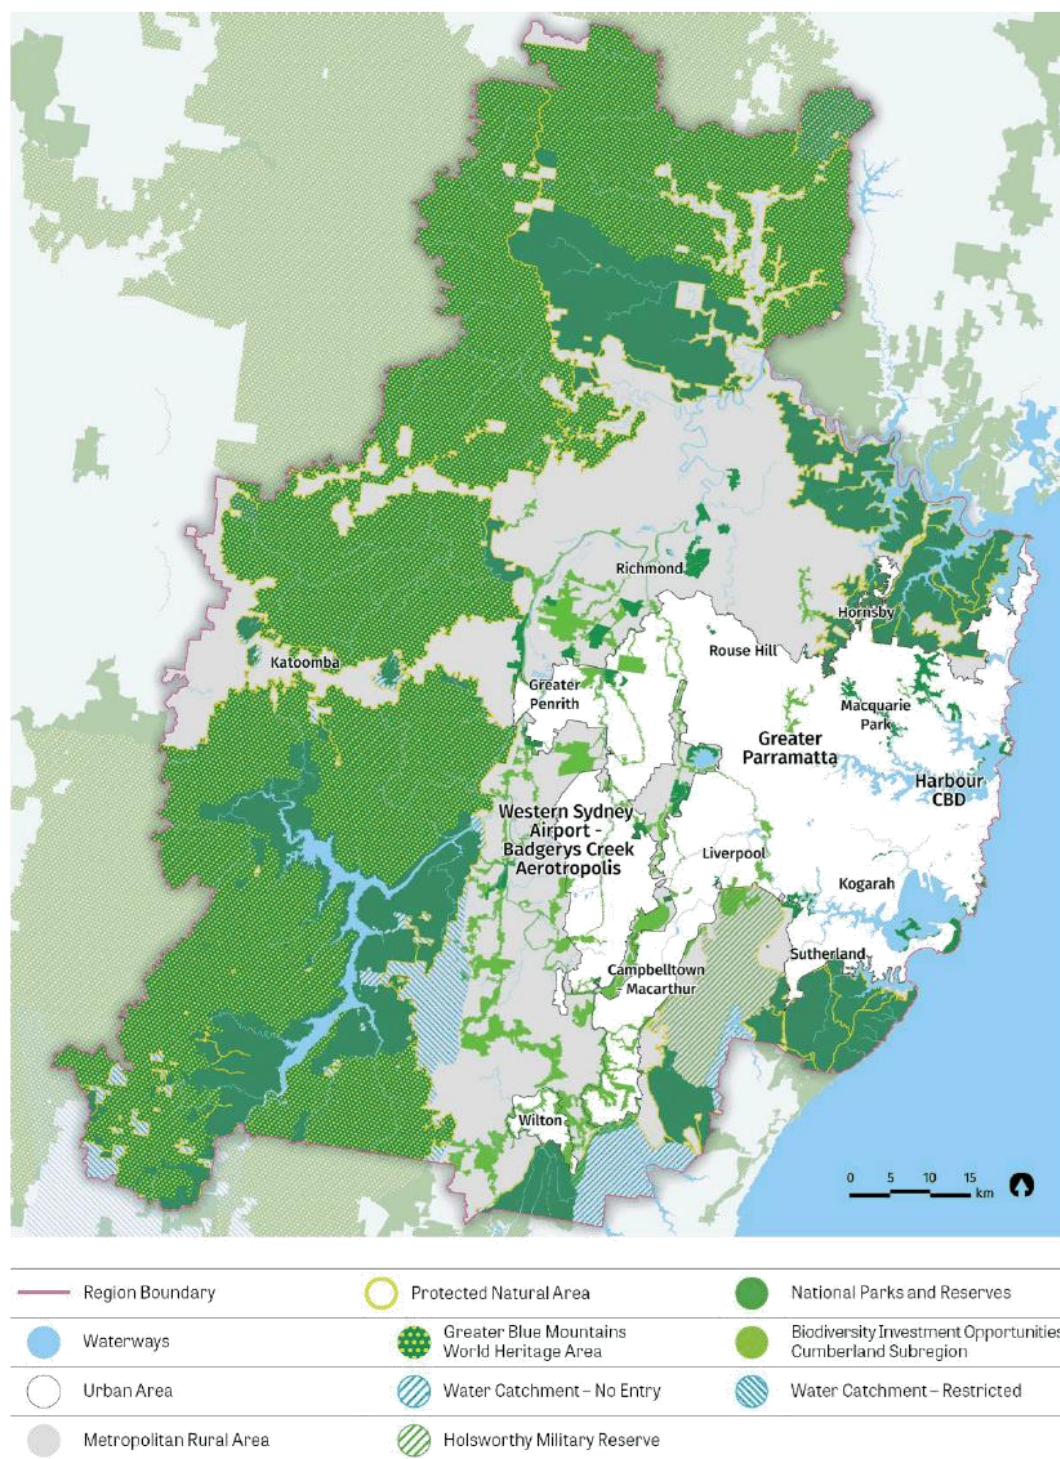 Richmond
Hornsby
Rouse Hill
Katoomba
Greater
Penrith
Macquarie
Park
Greater
Parramatta
Harbour
CBD
Western Sydney
Airport -
Badgerys Creek
Aerotropolis
Liverpool
Kogarah
Sutherland
Campbelltown
- Macarthur
Wilton
0 5 10 15
km
Region Boundary
Protected Natural Area
National Parks and Reserves
Waterways
Greater Blue Mountains
World Heritage Area
Biodiversity Investment Opportunities
Cumberland Subregion
Urban Area
Water Catchment – No Entry
Water Catchment – Restricted
Metropolitan Rural Area
Holsworthy Military Reserve